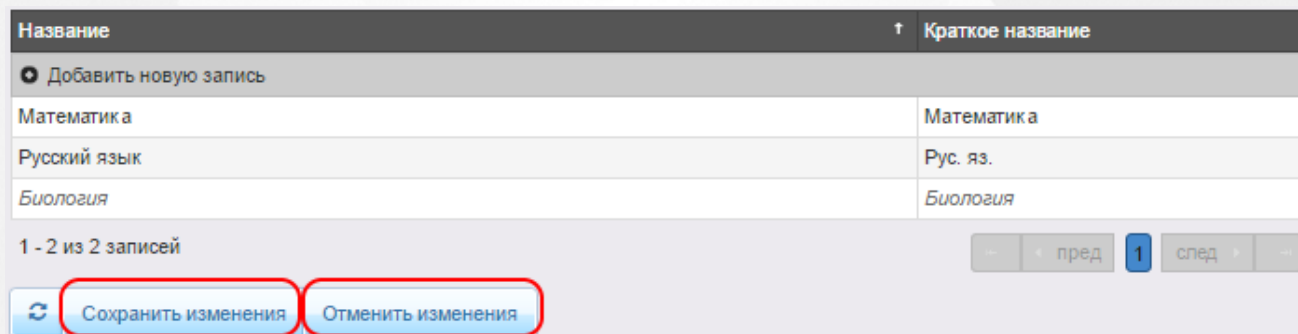 Название ↑ Краткое название
Добавить новую запись
Математика Математика
Русский язык Рус. яз.
Биология Биология
1 - 2 из 2 записей пред 1 след
Сохранить изменения Отменить изменения